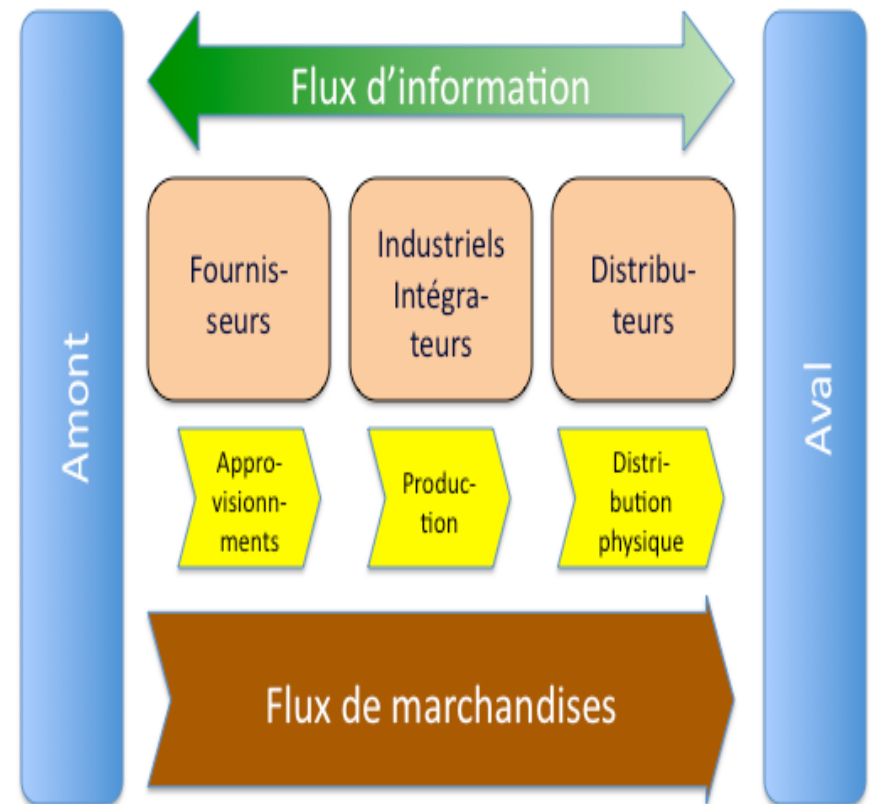 Flux d'information
Amont
Fournis-
seurs
Industriels
Intégra-
teurs
Distribu-
teurs
Aval
Appro-
visionn-
ments
Produc-
tion
Distri-
bution
physique
Flux de marchandises